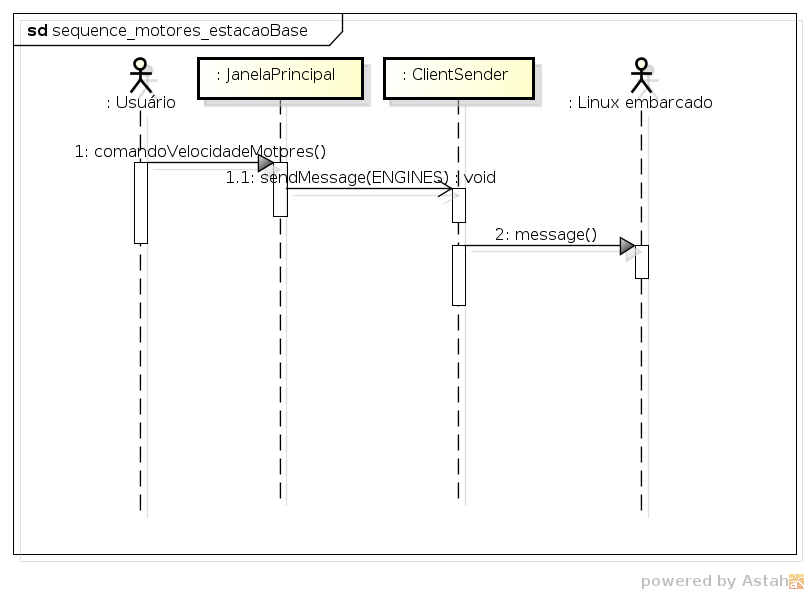 sd sequence_motores_estacaoBase
: JanelaPrincipal
: ClientSender
: Usuário
: Linux embarcado
1: comandoVelocidadeMotpres()
1.1: sendMessage(ENGINES) : void
2: message()
powered by Astah